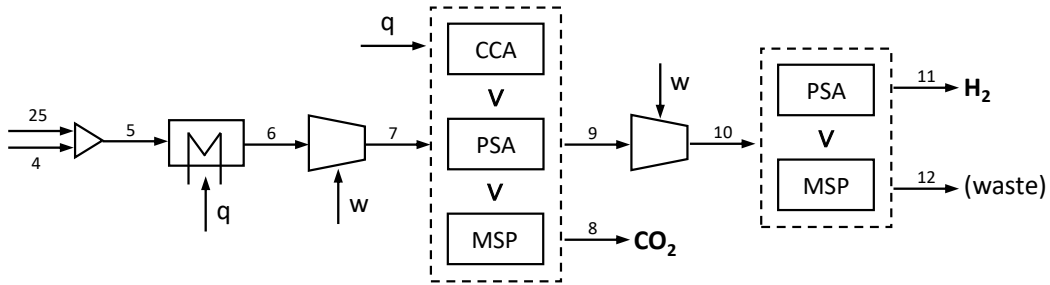 q
CCA
∨
PSA
∨
MSP
25
4
5
6
7
q
w
9
8
CO₂
w
10
PSA
∨
MSP
11
H₂
12
(waste)